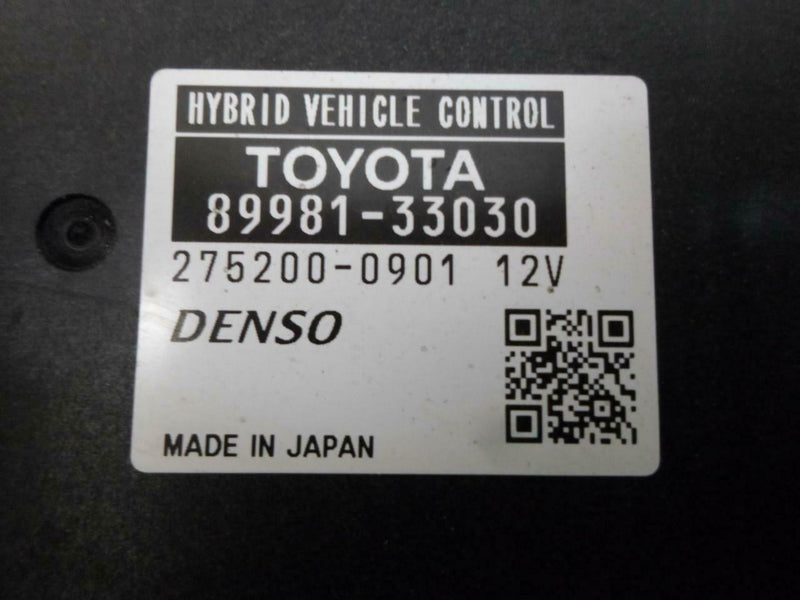 HYBRID VEHICLE CONTROL
TOYOTA
89981-33030
275200-0901 12V
DENSO
MADE IN JAPAN